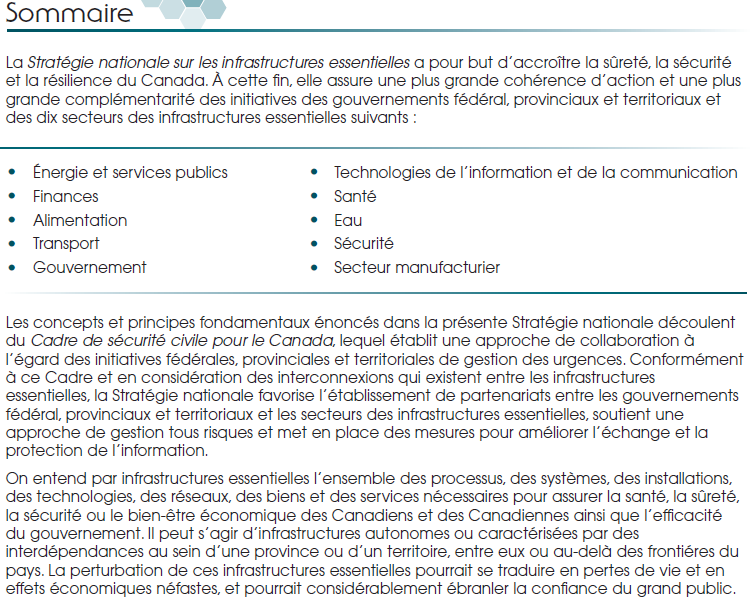 Sommaire
La Stratégie nationale sur les infrastructures essentielles a pour but d'accroître la sûreté, la sécurité
et la résilience du Canada. À cette fin, elle assure une plus grande cohérence d'action et une plus
grande complémentarité des initiatives des gouvernements fédéral, provinciaux et territoriaux et
des dix secteurs des infrastructures essentielles suivants :
• Énergie et services publics
• Finances
• Alimentation
• Transport
• Gouvernement
• Technologies de l'information et de la communication
• Santé
• Eau
• Sécurité
• Secteur manufacturier
Les concepts et principes fondamentaux énoncés dans la présente Stratégie nationale découlent
du Cadre de sécurité civile pour le Canada, lequel établit une approche de collaboration à
l'égard des initiatives fédérales, provinciales et territoriales de gestion des urgences. Conformément
à ce Cadre et en considération des interconnexions qui existent entre les infrastructures
essentielles, la Stratégie nationale favorise l'établissement de partenariats entre les gouvernements
fédéral, provinciaux et territoriaux et les secteurs des infrastructures essentielles, soutient une
approche de gestion tous risques et met en place des mesures pour améliorer l'échange et la
protection de l'information.
On entend par infrastructures essentielles l'ensemble des processus, des systèmes, des installations,
des technologies, des réseaux, des biens et des services nécessaires pour assurer la santé, la sûreté,
la sécurité ou le bien-être économique des Canadiens et des Canadiennes ainsi que l'efficacité
du gouvernement. Il peut s'agir d'infrastructures autonomes ou caractérisées par des
interdépendances au sein d'une province ou d'un territoire, entre eux ou au-delà des frontiéres du
pays. La perturbation de ces infrastructures essentielles pourrait se traduire en pertes de vie et en
effets économiques néfastes, et pourrait considérablement ébranler la confiance du grand public.